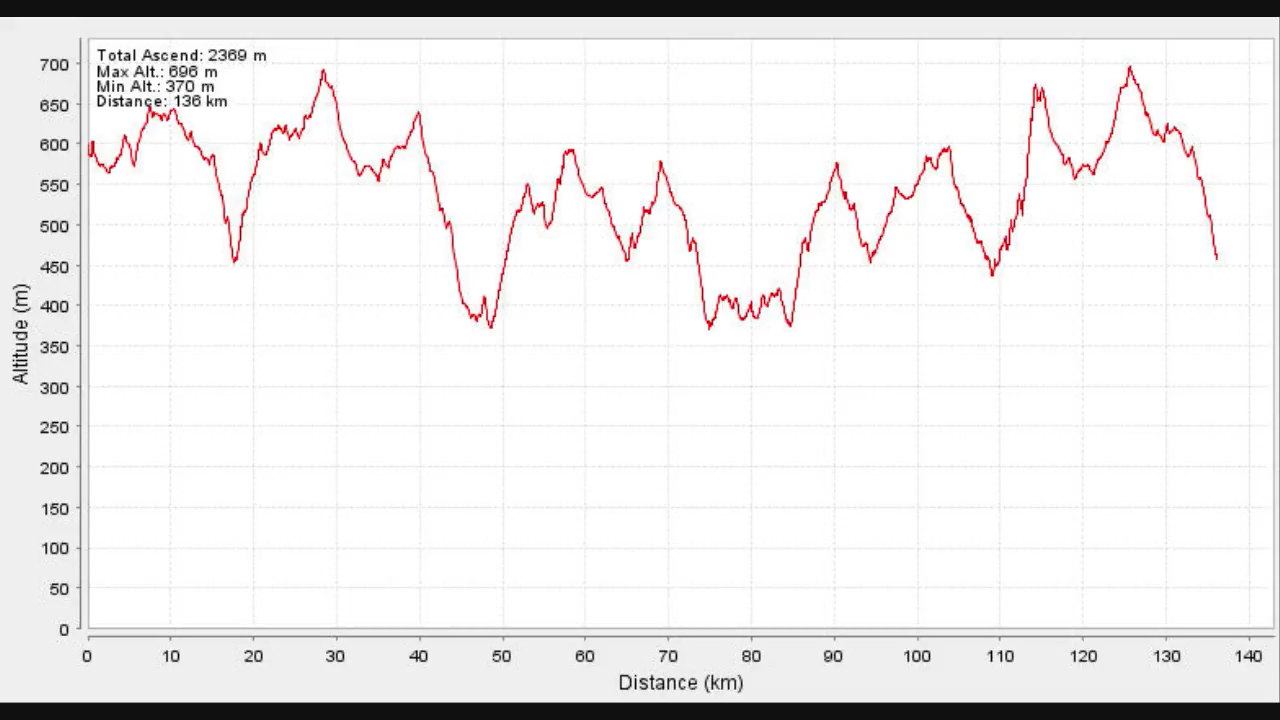 Total Ascend: 2369 m
Max Alt.: 696 m
Min Alt.: 370 m
Distance: 136 km
700
650
600
550
500
450
400
350
300
250
200
150
100
50
0
Altitude (m)
0 10 20 30 40 50 60 70 80 90 100 110 120 130 140
Distance (km)